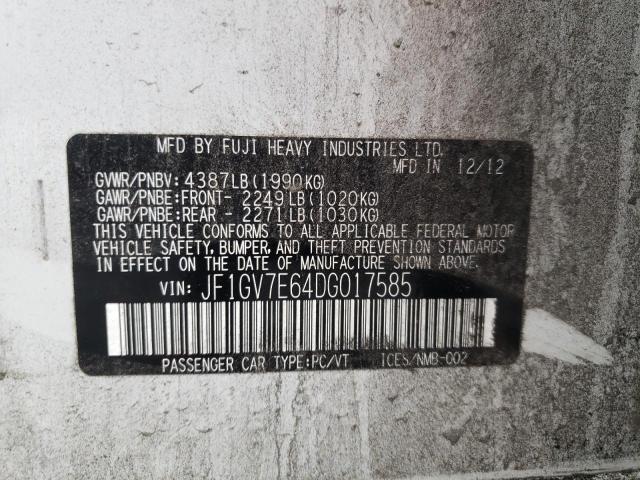 MFD BY FUJI HEAVY INDUSTRIES LTD.
MFD IN 12/12
GVWR/PNBV: 4387LB(1990KG)
GAWR/PNBE:FRONT- 2249LB(1020KG)
GAWR/PNBE:REAR - 2271LB(1030KG)
THIS VEHICLE CONFORMS TO ALL APPLICABLE FEDERAL MOTOR
VEHICLE SAFETY, BUMPER, AND THEFT PREVENTION STANDARDS
IN EFFECT ON THE DATE OF MANUFACTURE SHOWN ABOVE.
VIN: JF1GV7E64DG017585
PASSENGER CAR TYPE:PC/VT ICES/NMB-002